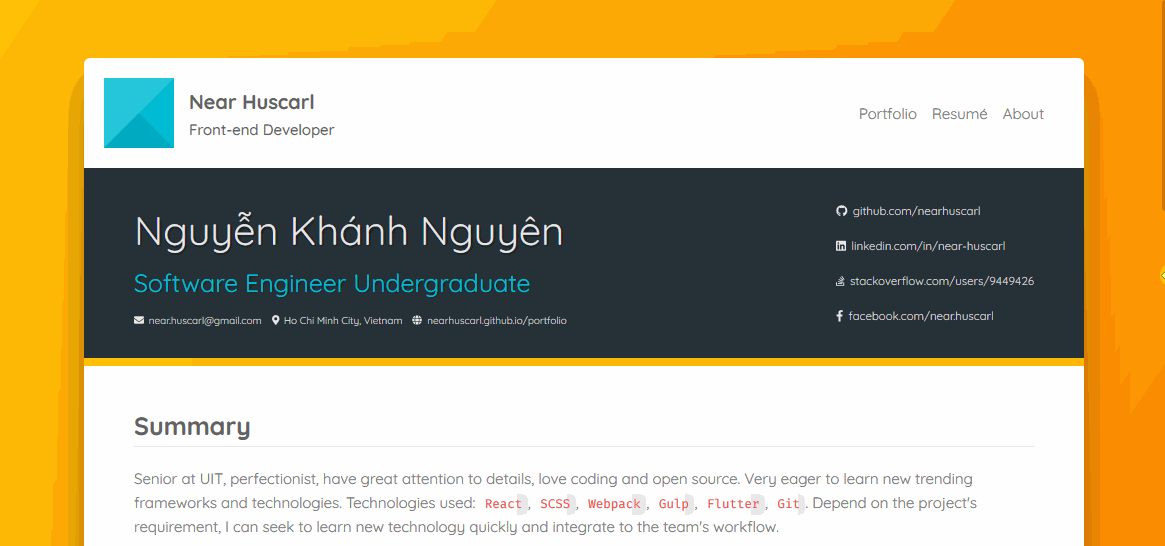 Near Huscarl
Front-end Developer
Portfolio Resumé About
Nguyễn Khánh Nguyên
Software Engineer Undergraduate
near.huscarl@gmail.com Ho Chi Minh City, Vietnam nearhuscarl.github.io/portfolio
github.com/nearhuscarl
linkedin.com/in/near-huscarl
stackoverflow.com/users/9449426
facebook.com/near.huscarl
Summary
Senior at UIT, perfectionist, have great attention to details, love coding and open source. Very eager to learn new trending
frameworks and technologies. Technologies used: React, SCSS, Webpack, Gulp, Flutter, Git. Depend on the project's
requirement, I can seek to learn new technology quickly and integrate to the team's workflow.